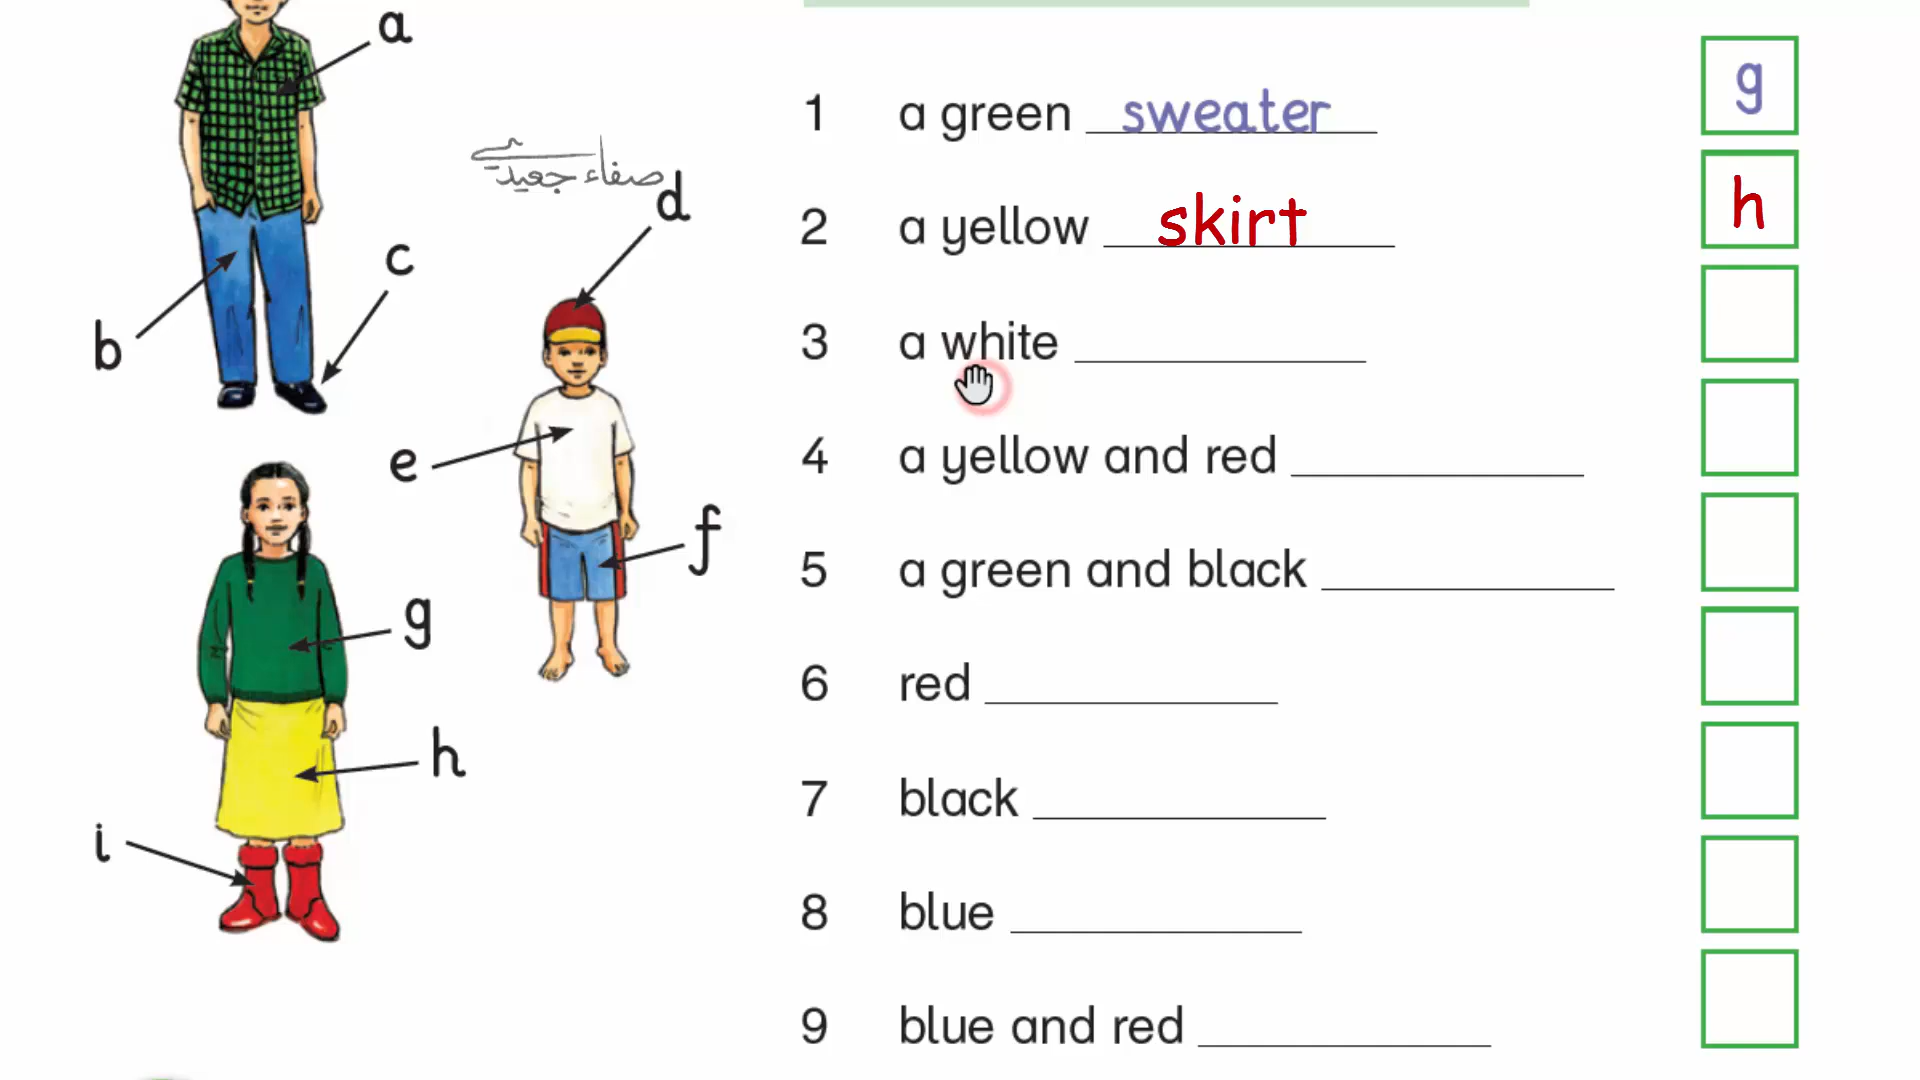 a
صفاء جعيدي
d
c
b
e
f
g
h
i
1 a green sweater g
2 a yellow skirt h
3 a white
4 a yellow and red
5 a green and black
6 red
7 black
8 blue
9 blue and red